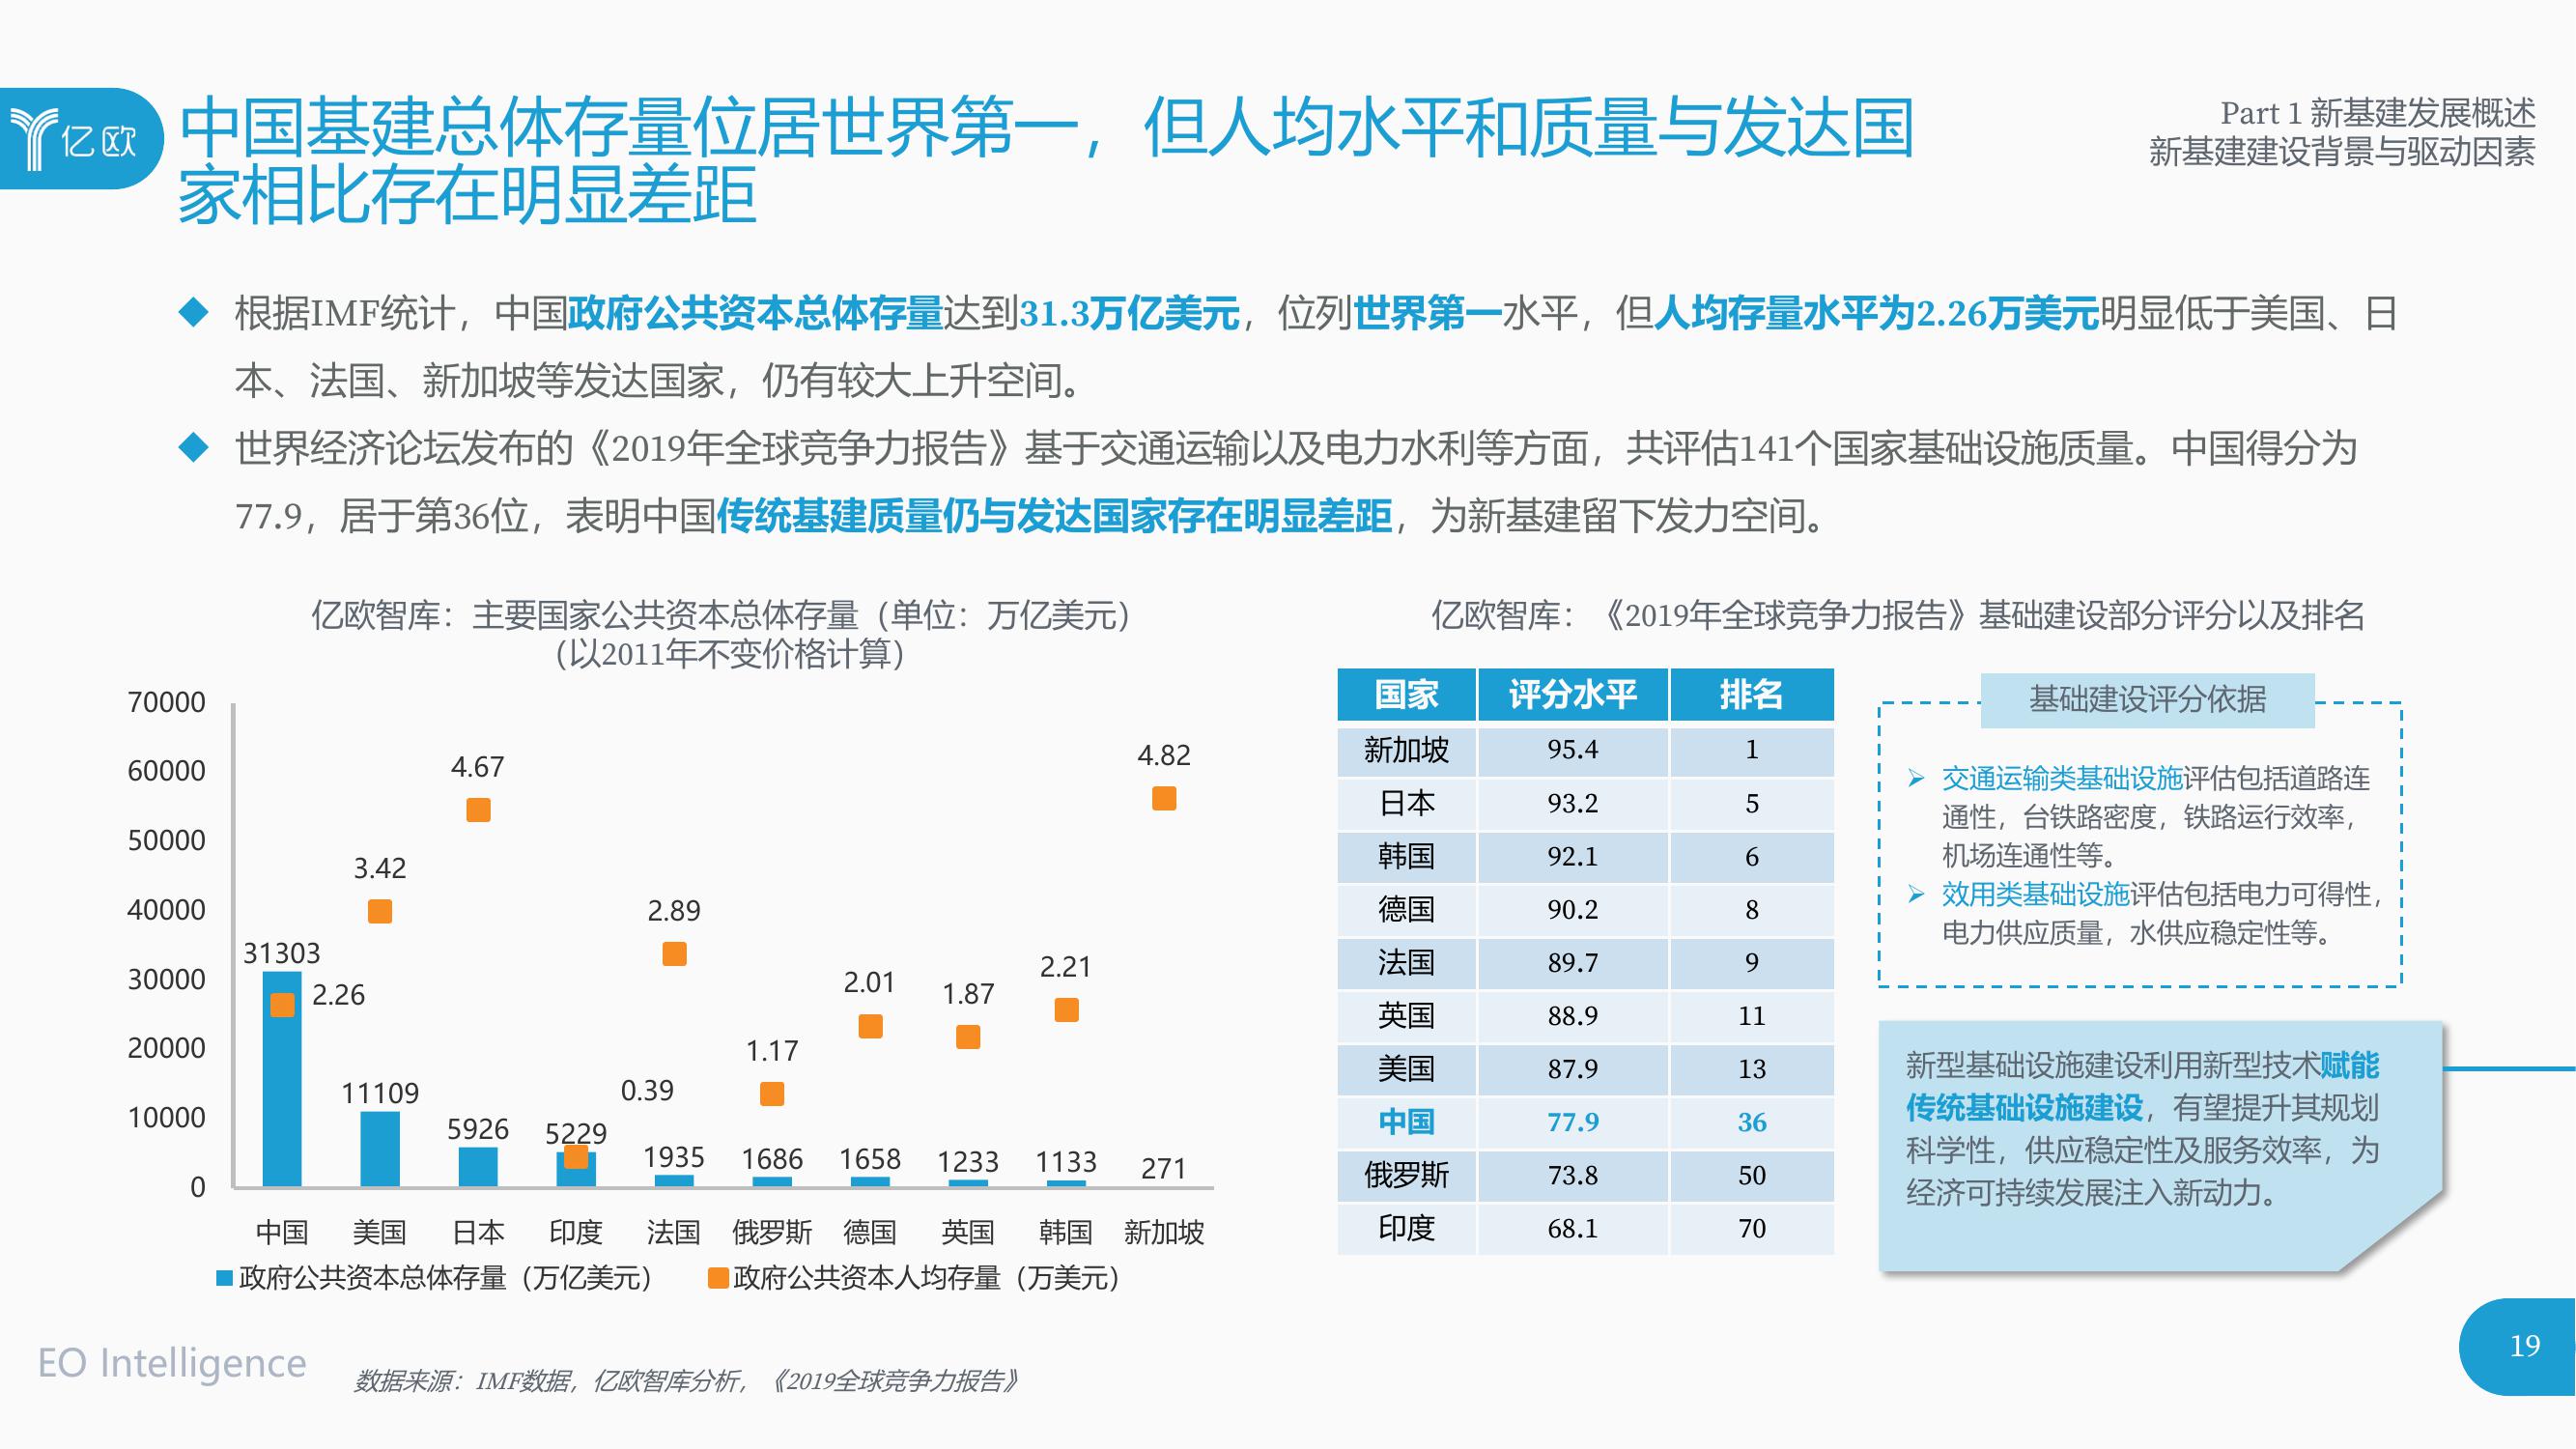 亿欧
中国基建总体存量位居世界第一，但人均水平和质量与发达国
家相比存在明显差距
Part 1 新基建发展概述
新基建建设背景与驱动因素
根据IMF统计，中国政府公共资本总体存量达到31.3万亿美元，位列世界第一水平，但人均存量水平为2.26万美元明显低于美国、日
本、法国、新加坡等发达国家，仍有较大上升空间。
世界经济论坛发布的《2019年全球竞争力报告》基于交通运输以及电力水利等方面，共评估141个国家基础设施质量。中国得分为
77.9，居于第36位，表明中国传统基建质量仍与发达国家存在明显差距，为新基建留下发力空间。
亿欧智库：主要国家公共资本总体存量（单位：万亿美元）
（以2011年不变价格计算）
70000
60000
50000
40000
30000
20000
10000
0
31303
11109
5926
5229
1935
1686
1658
1233
1133
271
2.26
3.42
4.67
0.39
2.89
1.17
2.01
1.87
2.21
4.82
中国 美国 日本 印度 法国 俄罗斯 德国 英国 韩国 新加坡
政府公共资本总体存量（万亿美元） 政府公共资本人均存量（万美元）
亿欧智库：《2019年全球竞争力报告》基础建设部分评分以及排名
国家 评分水平 排名
新加坡 95.4 1
日本 93.2 5
韩国 92.1 6
德国 90.2 8
法国 89.7 9
英国 88.9 11
美国 87.9 13
中国 77.9 36
俄罗斯 73.8 50
印度 68.1 70
基础建设评分依据
交通运输类基础设施评估包括道路连
通性，台铁路密度，铁路运行效率，
机场连通性等。
效用类基础设施评估包括电力可得性，
电力供应质量，水供应稳定性等。
新型基础设施建设利用新型技术赋能
传统基础设施建设，有望提升其规划
科学性，供应稳定性及服务效率，为
经济可持续发展注入新动力。
EO Intelligence
数据来源：IMF数据，亿欧智库分析，《2019全球竞争力报告》
19